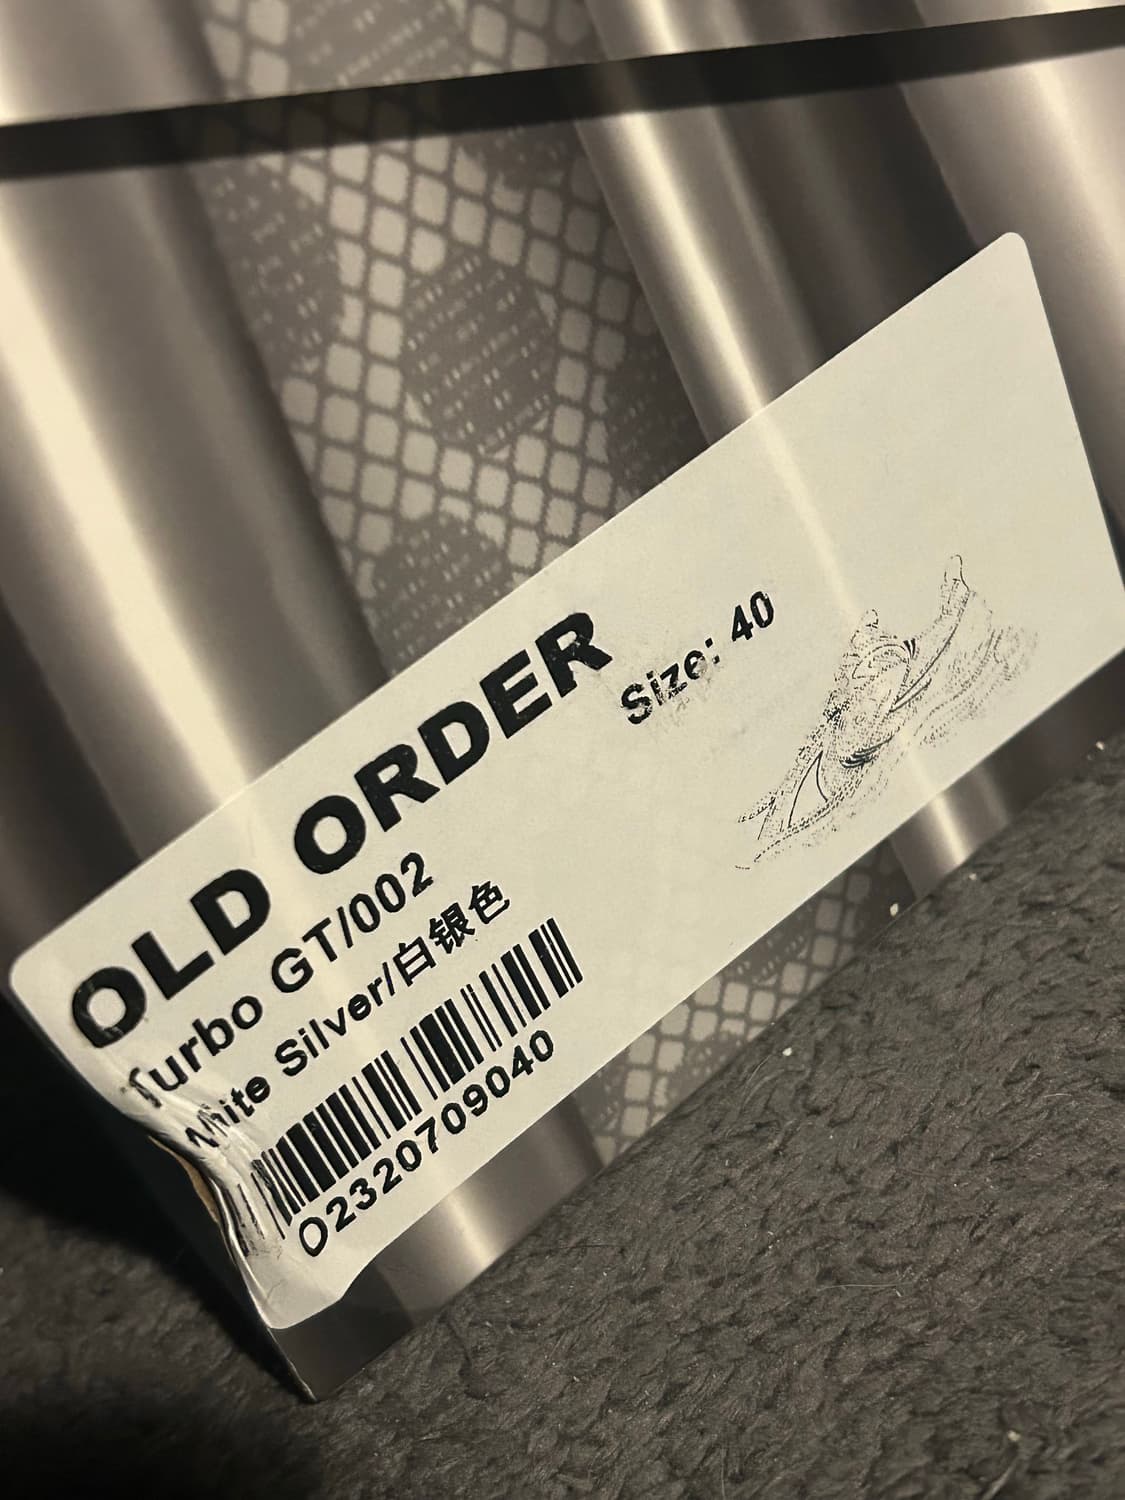 OLD ORDER
Size: 40
Turbo GT/002
White Silver/白银色
O2320709040